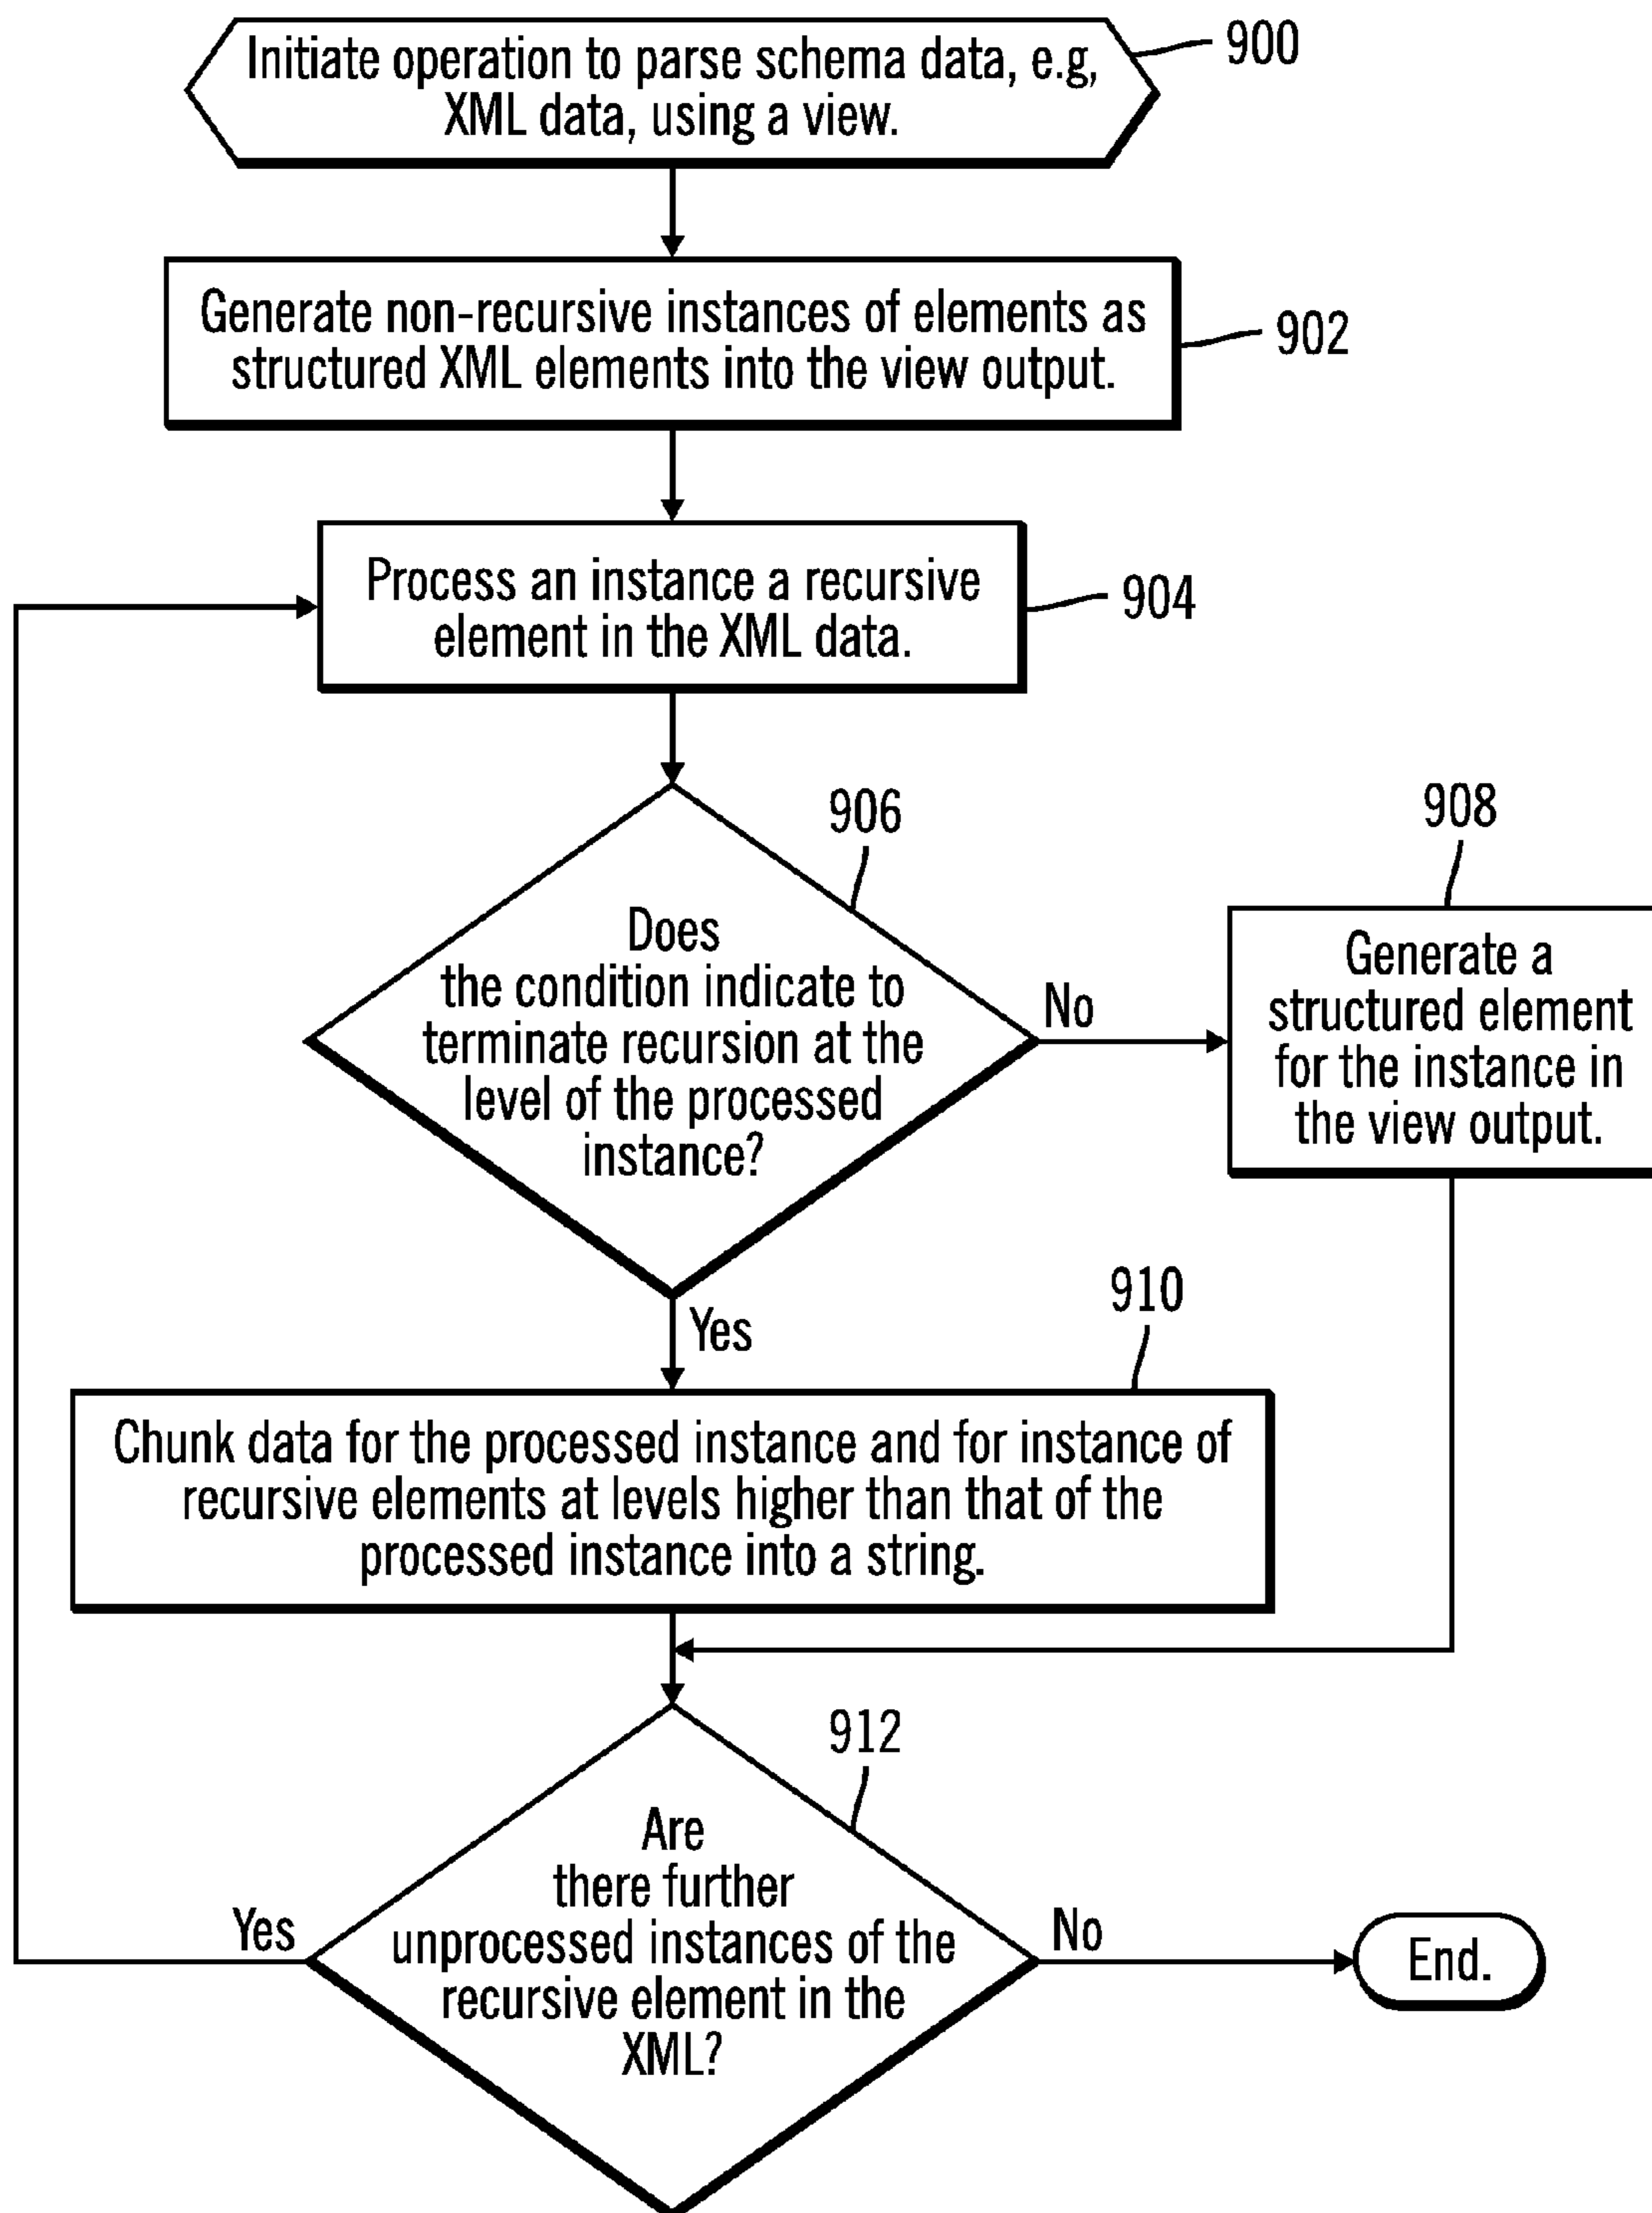 Initiate operation to parse schema data, e.g,
XML data, using a view.
900
Generate non-recursive instances of elements as
structured XML elements into the view output.
902
Process an instance a recursive
element in the XML data.
904
906
Does
the condition indicate to
terminate recursion at the
level of the processed
instance?
No
908
Generate a
structured element
for the instance in
the view output.
Yes
910
Chunk data for the processed instance and for instance of
recursive elements at levels higher than that of the
processed instance into a string.
912
Are
there further
unprocessed instances of the
recursive element in the
XML?
Yes
No
End.